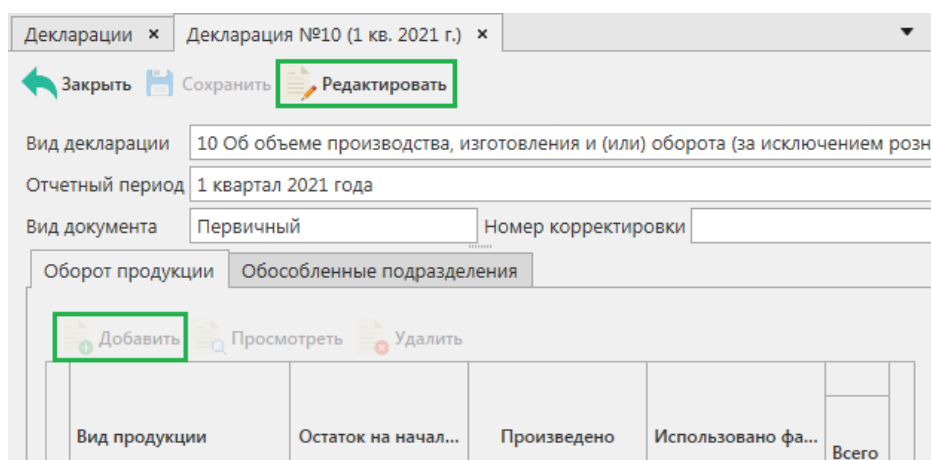 Декларации × Декларация №10 (1 кв. 2021 г.) ×
Закрыть Сохранить Редактировать
Вид декларации 10 Об объеме производства, изготовления и (или) оборота (за исключением розн
Отчетный период 1 квартал 2021 года
Вид документа Первичный Номер корректировки
Оборот продукции Обособленные подразделения
Добавить Просмотреть Удалить
Вид продукции Остаток на начал... Произведено Использовано фа... Всего